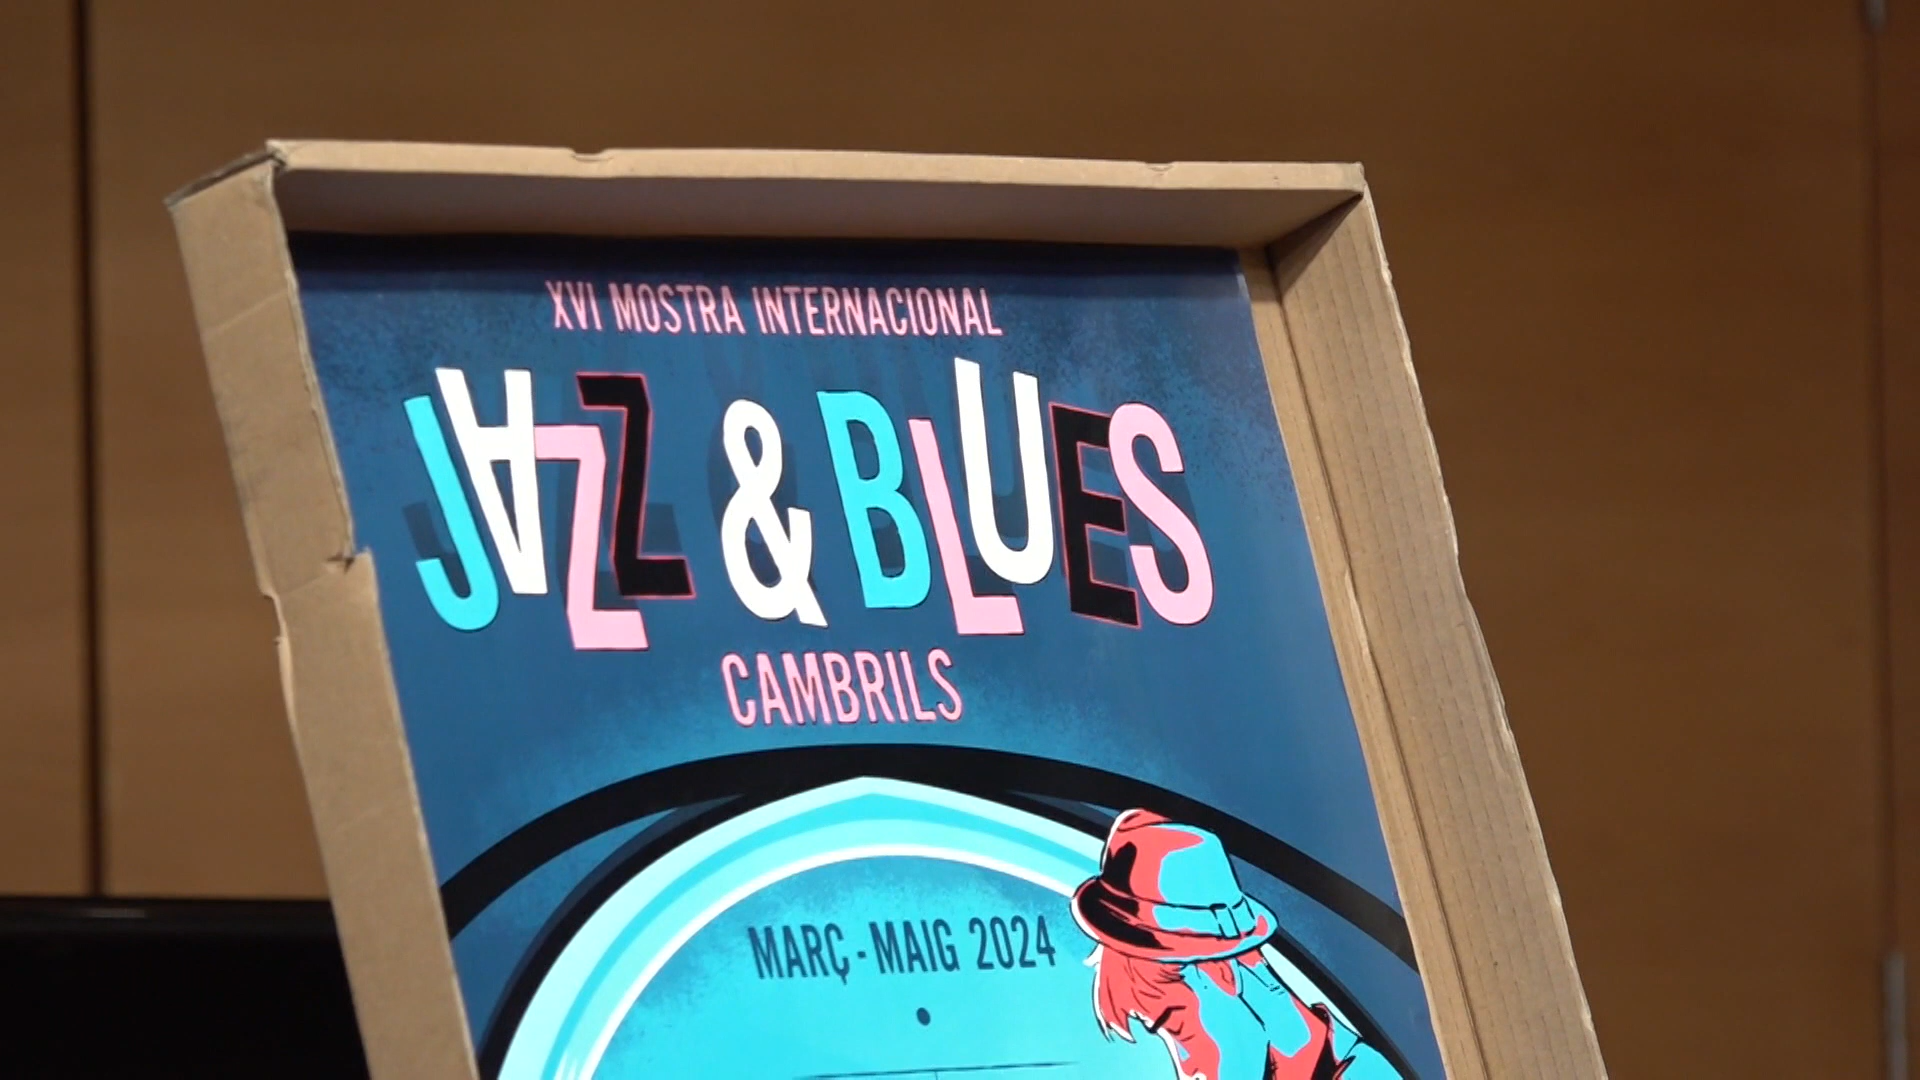 XVI MOSTRA INTERNACIONAL
JAZZ & BLUES
CAMBRILS
MARÇ - MAIG 2024